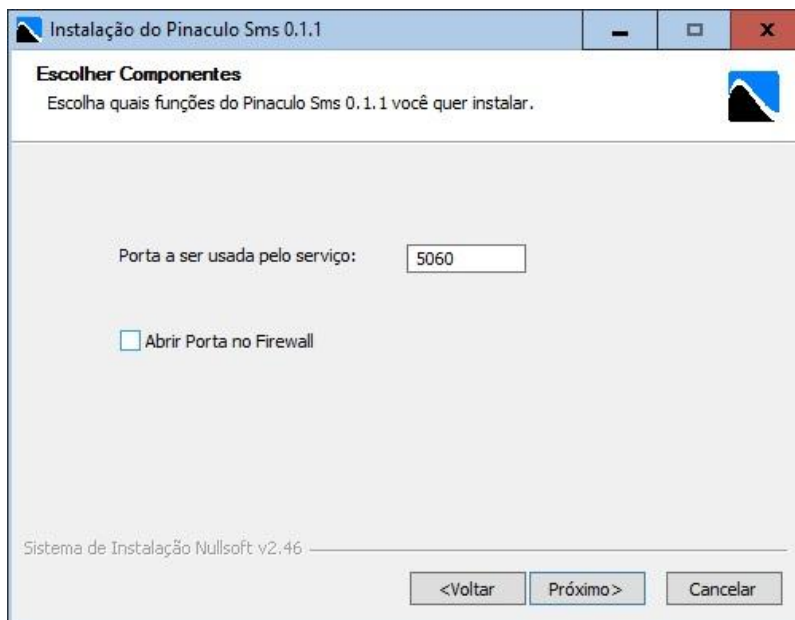 Instalação do Pinaculo Sms 0.1.1
Escolher Componentes
Escolha quais funções do Pinaculo Sms 0.1.1 você quer instalar.
Porta a ser usada pelo serviço: 5060
Abrir Porta no Firewall
Sistema de Instalação Nullsoft v2.46
<Voltar Próximo> Cancelar